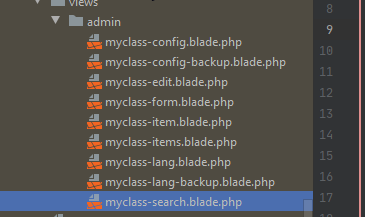 views
8
admin
9
myclass-config.blade.php
10
myclass-config-backup.blade.php
11
myclass-edit.blade.php
12
myclass-form.blade.php
13
myclass-item.blade.php
14
myclass-items.blade.php
15
myclass-lang.blade.php
myclass-lang-backup.blade.php
16
myclass-search.blade.php
17